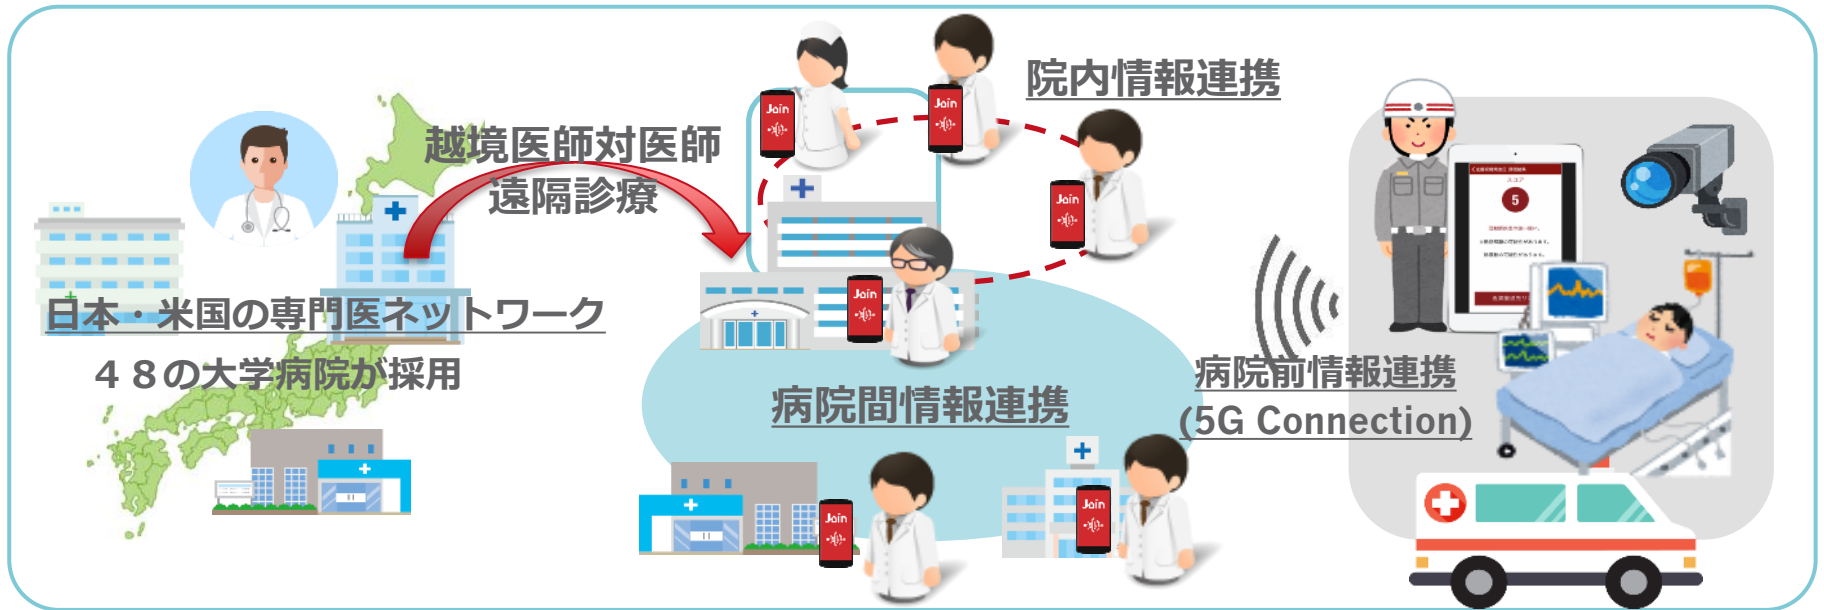 日本・米国の専門医ネットワーク
４８の大学病院が採用
越境医師対医師
遠隔診療
院内情報連携
Join
Join
Join
Join
病院間情報連携
Join
Join
病院前情報連携
(5G Connection)
スコア
5